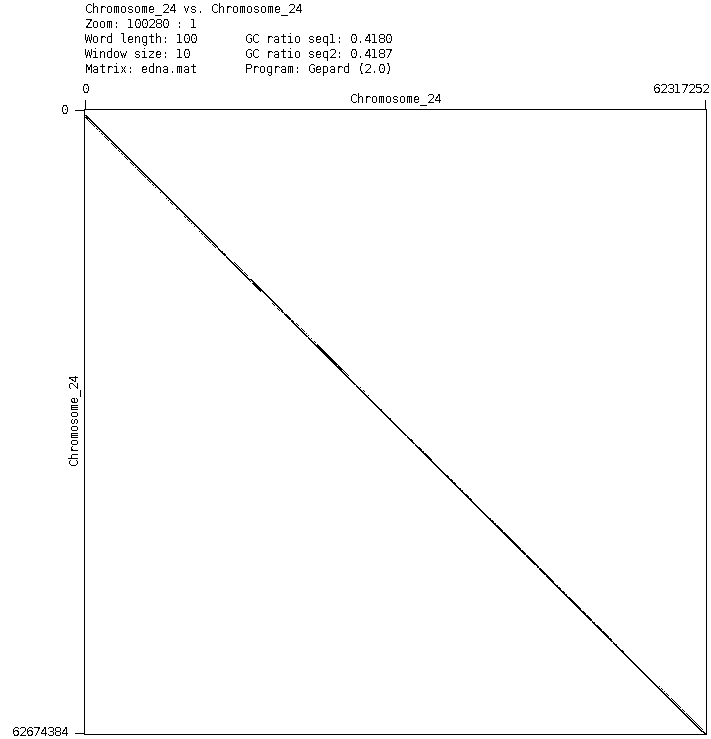 Chromosome_24 vs. Chromosome_24
Zoom: 100280 : 1
Word length: 100 GC ratio seq1: 0.4180
Window size: 10 GC ratio seq2: 0.4187
Matrix: edna.mat Program: Gepard (2.0)
0 62317252
Chromosome_24
0
Chromosome_24
62674384